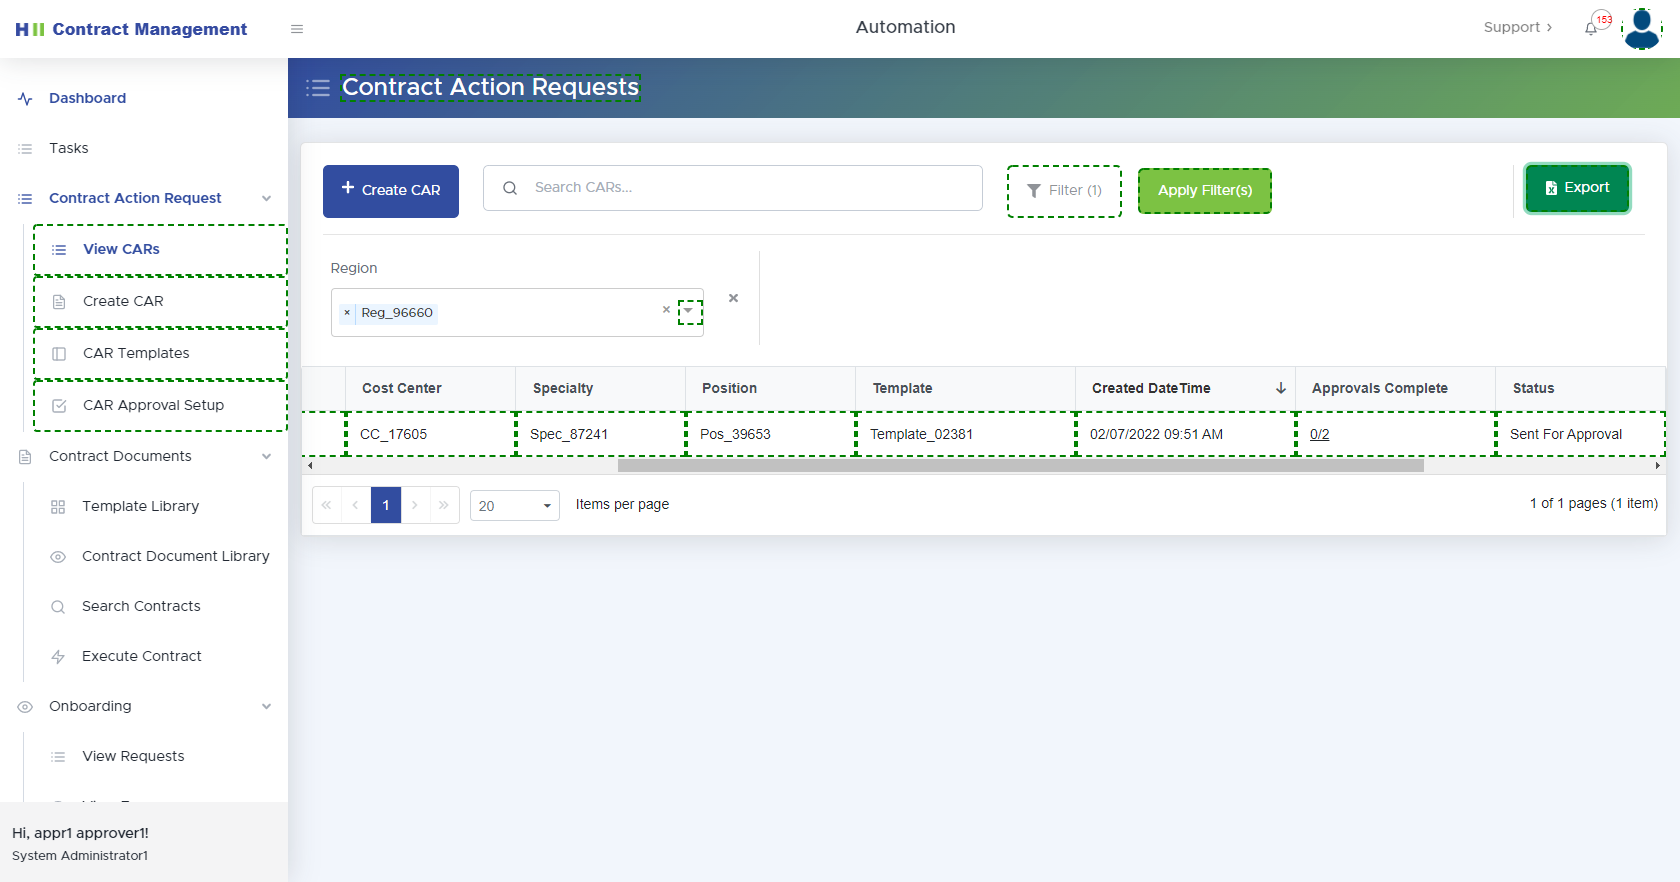 HII Contract Management
Automation
Support
153
Dashboard
Tasks
Contract Action Request
View CARs
Create CAR
CAR Templates
CAR Approval Setup
Contract Documents
Template Library
Contract Document Library
Search Contracts
Execute Contract
Onboarding
View Requests
Hi, appr1 approver1!
System Administrator1
Contract Action Requests
+ Create CAR
Search CARs...
Filter (1)
Apply Filter(s)
Export
Region
× Reg_96660 ×
×
Cost Center Specialty Position Template Created DateTime Approvals Complete Status
CC_17605 Spec_87241 Pos_39653 Template_02381 02/07/2022 09:51 AM 0/2 Sent For Approval
« ‹ 1 › » 20 Items per page 1 of 1 pages (1 item)